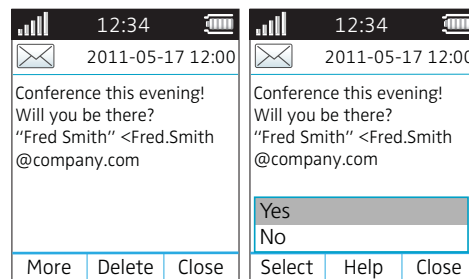 12:34
2011-05-17 12:00
Conference this evening!
Will you be there?
“Fred Smith” <Fred.Smith
@company.com
More Delete Close
12:34
2011-05-17 12:00
Conference this evening!
Will you be there?
“Fred Smith” <Fred.Smith
@company.com
Yes
No
Select Help Close